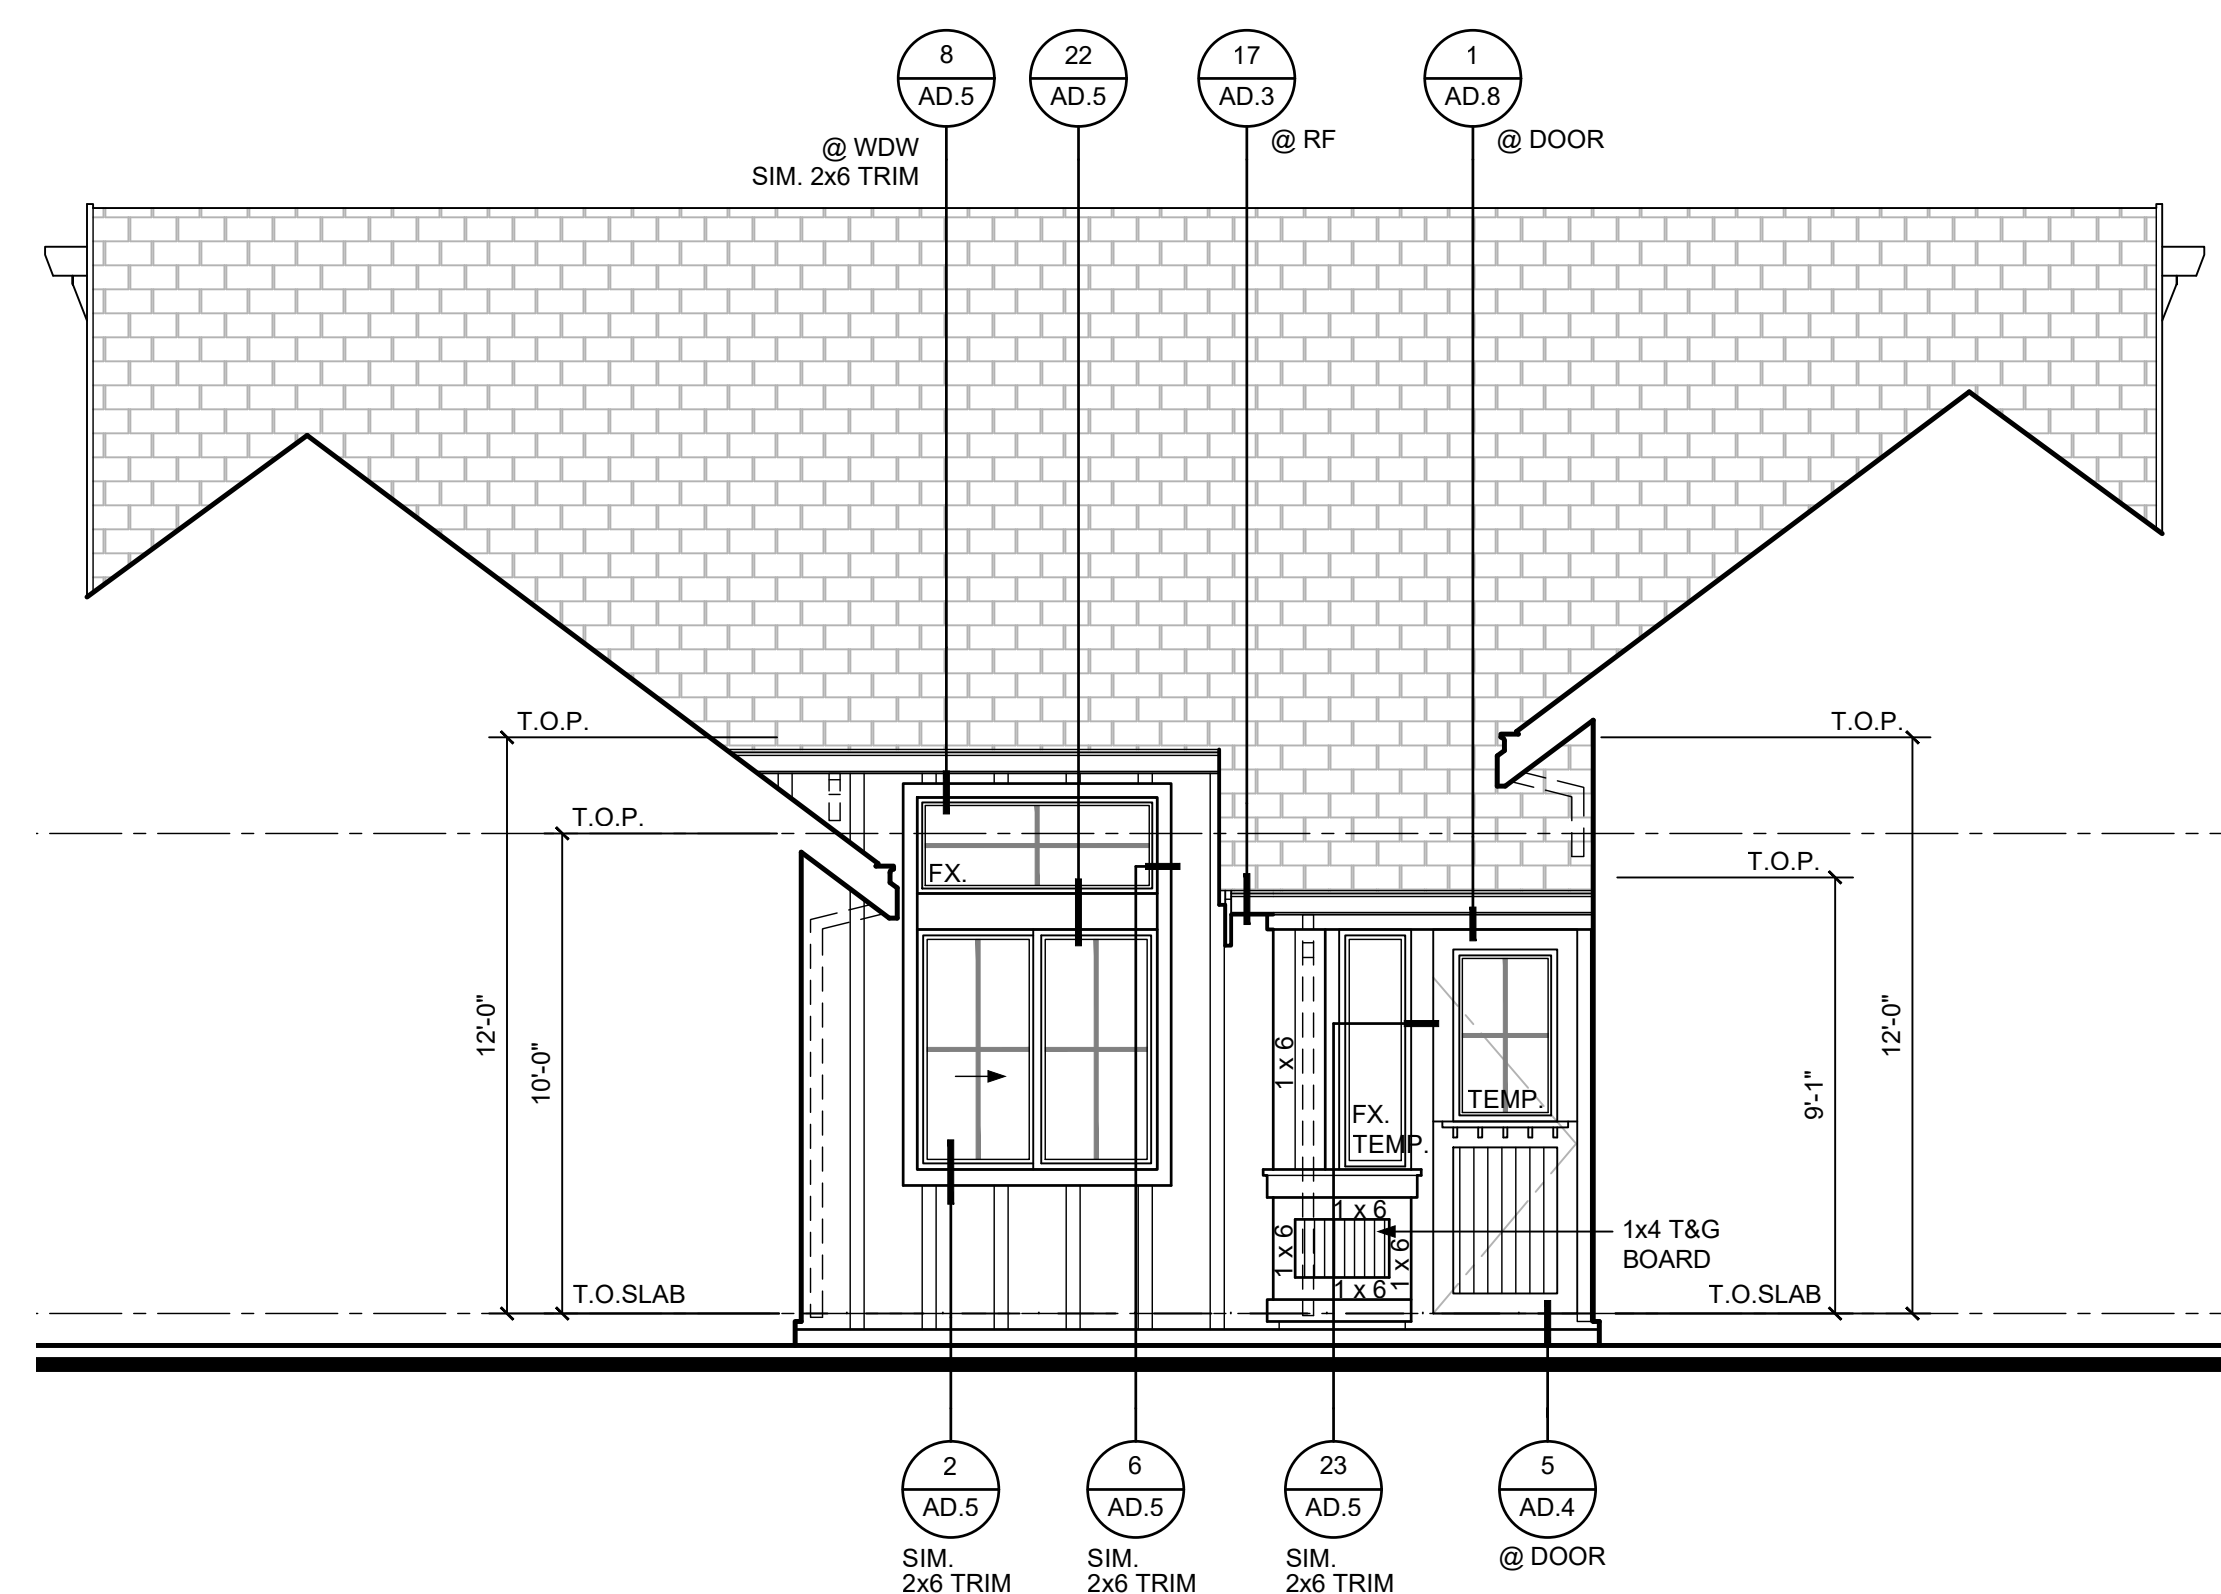 8
AD.5
@ WDW
SIM. 2x6 TRIM
22
AD.5
17
AD.3
@ RF
1
AD.8
@ DOOR
T.O.P.
T.O.P.
T.O.P.
T.O.P.
FX.
12'-0"
10'-0"
1 x 6
FX.
TEMP.
TEMP.
9'-1"
12'-0"
1 x 6
1 x 6
1 x 6
1 x 6
1x4 T&G
BOARD
T.O.SLAB
T.O.SLAB
2
AD.5
SIM.
2x6 TRIM
6
AD.5
SIM.
2x6 TRIM
23
AD.5
SIM.
2x6 TRIM
5
AD.4
@ DOOR